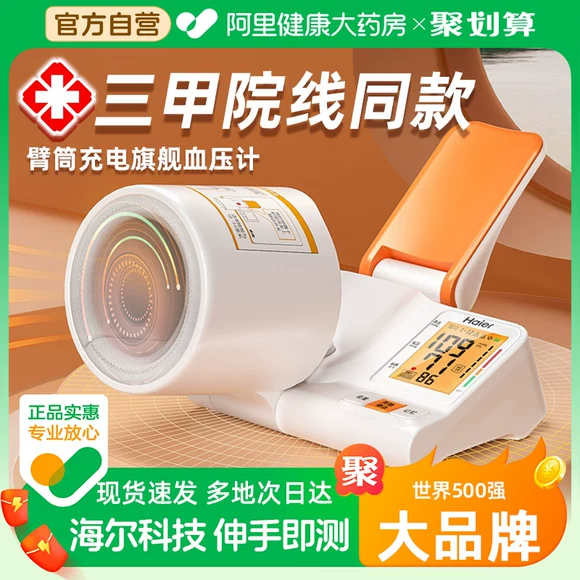 官方自营
阿里健康大药房×聚划算
三甲院线同款
臂筒充电旗舰血压计
Haier
109
71
86
正品实惠
专业放心
聚
现货速发 多地次日达
海尔科技 伸手即测
世界500强
大品牌